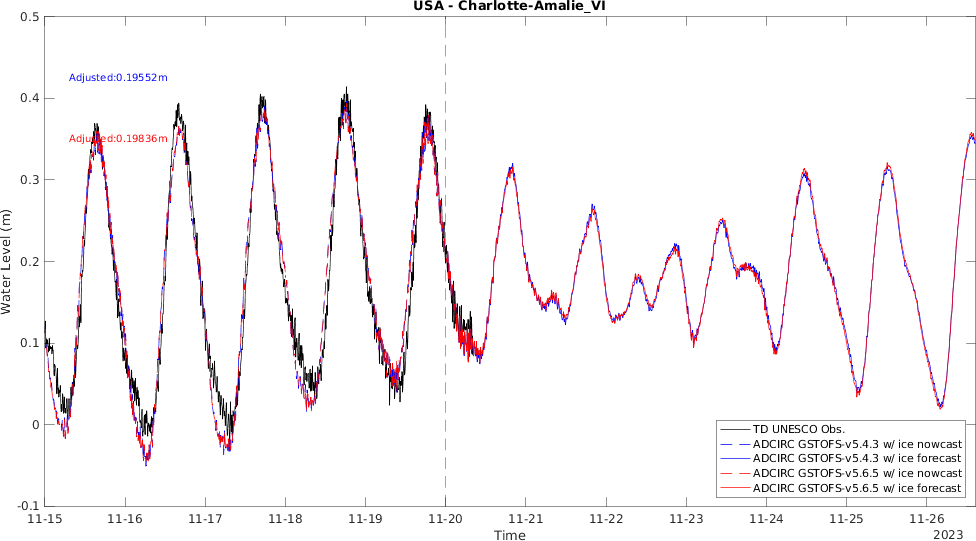 USA - Charlotte-Amalie_VI
0.5
0.4
0.3
0.2
0.1
0
-0.1
Water Level (m)
Adjusted:0.19552m
Adjusted:0.19836m
TD UNESCO Obs.
ADCIRC GSTOFS-v5.4.3 w/ ice nowcast
ADCIRC GSTOFS-v5.4.3 w/ ice forecast
ADCIRC GSTOFS-v5.6.5 w/ ice nowcast
ADCIRC GSTOFS-v5.6.5 w/ ice forecast
11-15 11-16 11-17 11-18 11-19 11-20 11-21 11-22 11-23 11-24 11-25 11-26
Time
2023